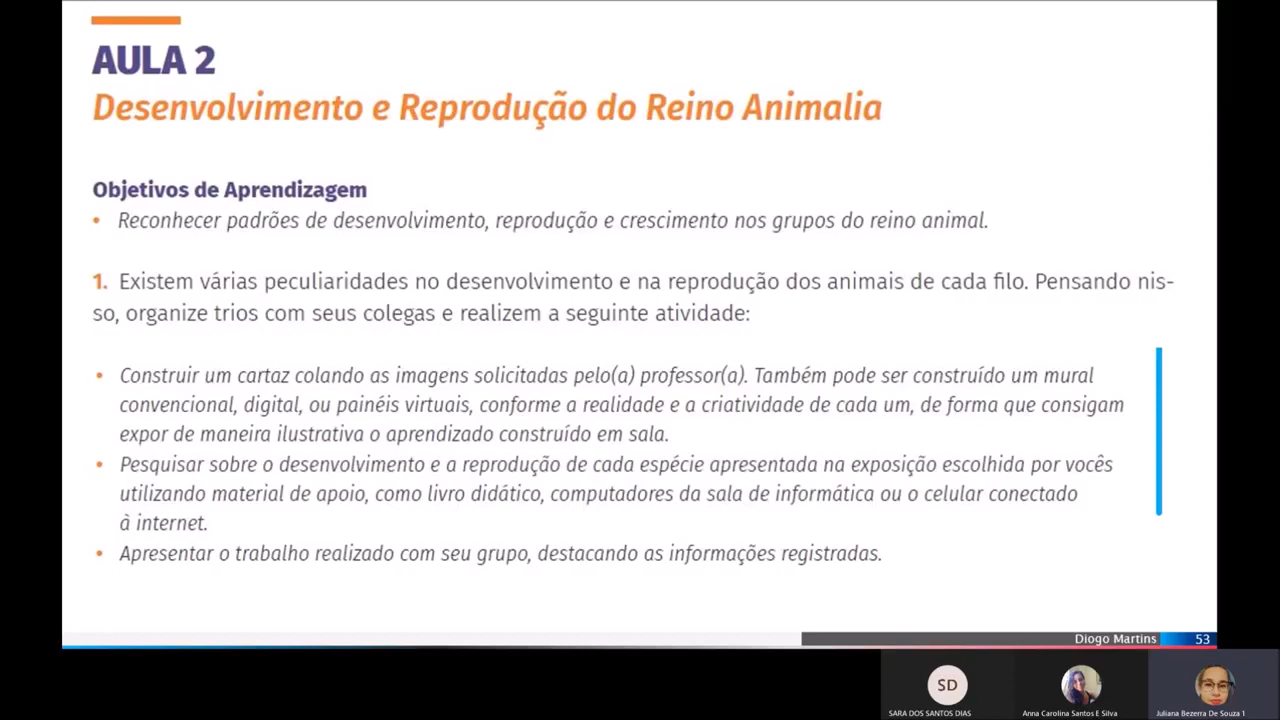 AULA 2
Desenvolvimento e Reprodução do Reino Animalia
Objetivos de Aprendizagem
• Reconhecer padrões de desenvolvimento, reprodução e crescimento nos grupos do reino animal.
1. Existem várias peculiaridades no desenvolvimento e na reprodução dos animais de cada filo. Pensando nis-
so, organize trios com seus colegas e realizem a seguinte atividade:
• Construir um cartaz colando as imagens solicitadas pelo(a) professor(a). Também pode ser construído um mural
convencional, digital, ou painéis virtuais, conforme a realidade e a criatividade de cada um, de forma que consigam
expor de maneira ilustrativa o aprendizado construído em sala.
• Pesquisar sobre o desenvolvimento e a reprodução de cada espécie apresentada na exposição escolhida por vocês
utilizando material de apoio, como livro didático, computadores da sala de informática ou o celular conectado
à internet.
• Apresentar o trabalho realizado com seu grupo, destacando as informações registradas.
Diogo Martins 53
SD
SARA DOS SANTOS DIAS
Anna Carolina Santos E Silva
Juliana Bezerra De Souza 1